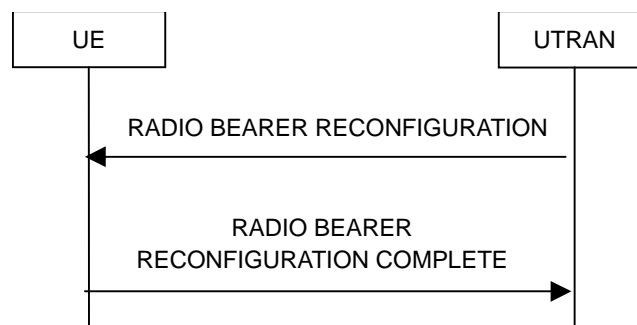 UE
UTRAN
RADIO BEARER RECONFIGURATION
RADIO BEARER
RECONFIGURATION COMPLETE